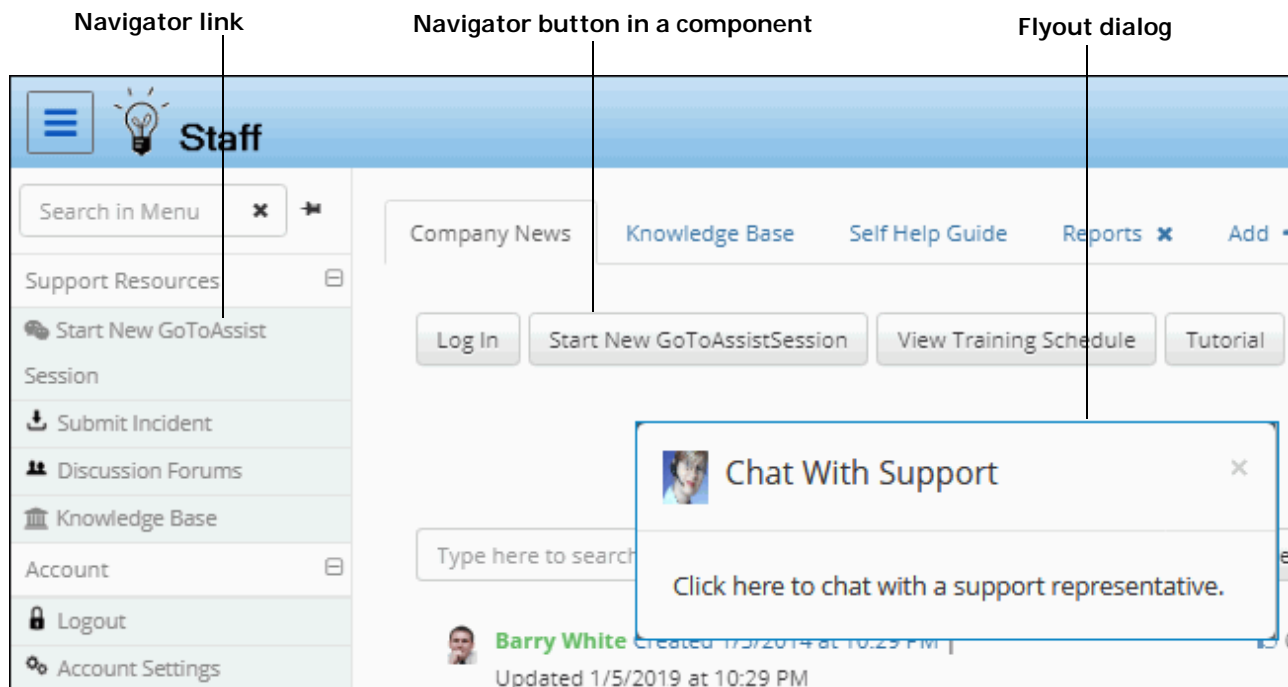 Navigator link
Navigator button in a component
Flyout dialog
Staff
Search in Menu
Support Resources
Start New GoToAssist
Session
Submit Incident
Discussion Forums
Knowledge Base
Account
Logout
Account Settings
Company News
Knowledge Base
Self Help Guide
Reports
Add
Log In
Start New GoToAssistSession
View Training Schedule
Tutorial
Chat With Support
Click here to chat with a support representative.
Type here to search
Barry White Created 1/5/2014 at 10:29 PM
Updated 1/5/2019 at 10:29 PM